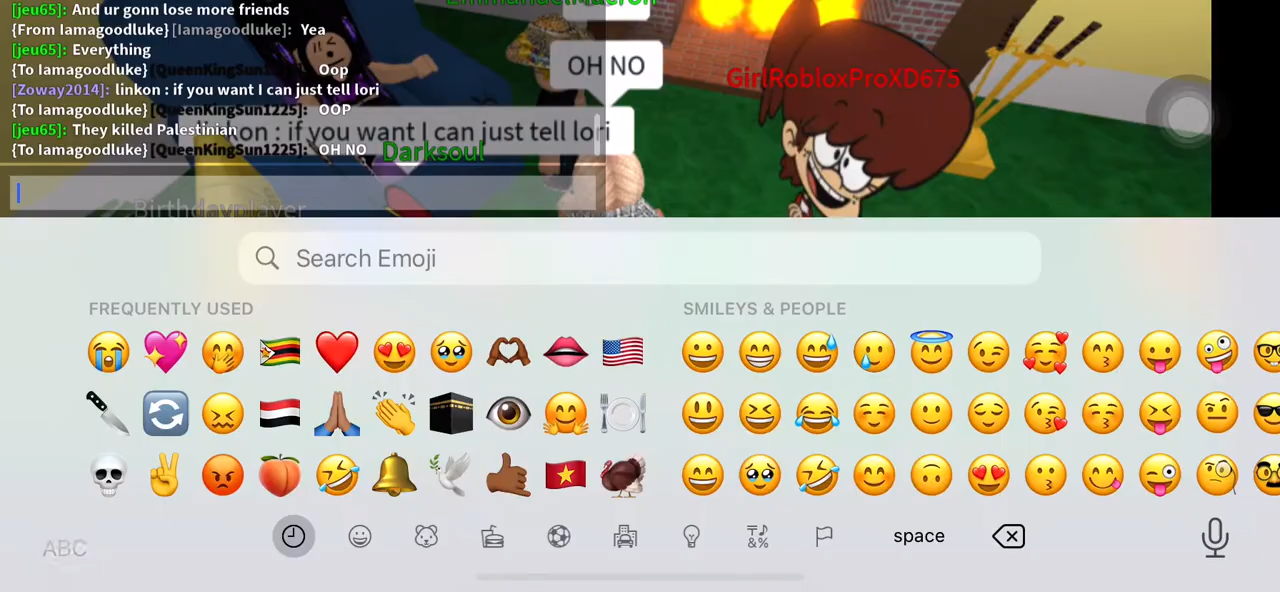 [jeu65]: And ur gonn lose more friends
{From Iamagoodluke} [Iamagoodluke]: Yea
[jeu65]: Everything
{To Iamagoodluke} [QueenKingSun1225]: Oop
[Zoway2014]: linkon : if you want I can just tell lori
{To Iamagoodluke} [QueenKingSun1225]: OOP
[jeu65]: They killed Palestinian
{To Iamagoodluke} [QueenKingSun1225]: OH NO
EmmanuelMacron
OH NO
GirlRobloxProXD675
linkon : if you want I can just tell lori
Darksoul
Birthdayplayer
Search Emoji
FREQUENTLY USED
SMILEYS & PEOPLE
ABC
space